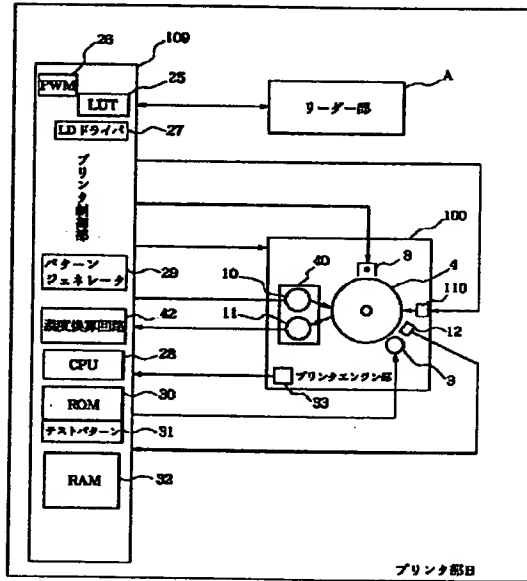 26
109
PWM
LUT
25
A
リーダー部
LDドライバ
27
プリンタ制御部
100
8
40
4
10
110
パターン
ジェネレータ
29
11
12
濃度換算回路
42
CPU
28
3
プリンタエンジン部
33
ROM
30
テストパターン
31
RAM
32
プリンタ部B